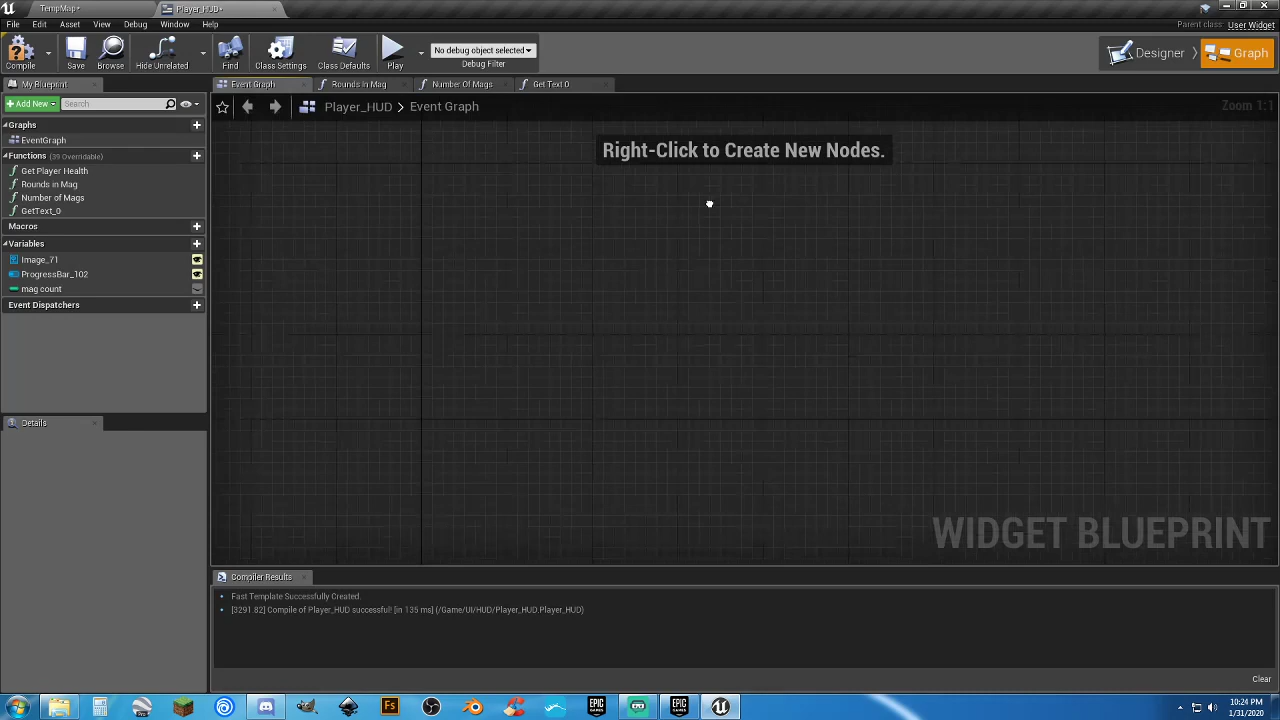 TempMap*
Player_HUD*
File Edit Asset View Debug Window Help
Parent class: User Widget
Compile Save Browse Hide Unrelated Find Class Settings Class Defaults Play
No debug object selected
Debug Filter
Designer Graph
My Blueprint
Event Graph Rounds in Mag Number Of Mags Get Text 0
+Add New Search
Player_HUD > Event Graph
Zoom 1:1
Graphs
EventGraph
Functions (39 Overridable)
Get Player Health
Rounds in Mag
Number of Mags
GetText_0
Macros
Variables
Image_71
ProgressBar_102
mag count
Event Dispatchers
Right-Click to Create New Nodes.
WIDGET BLUEPRINT
Details
Compiler Results
Fast Template Successfully Created.
[3291.82] Compile of Player_HUD successful! [in 135 ms] (/Game/UI/HUD/Player_HUD.Player_HUD)
Clear
Fs
EPIC GAMES
EPIC GAMES
10:24 PM
1/31/2020